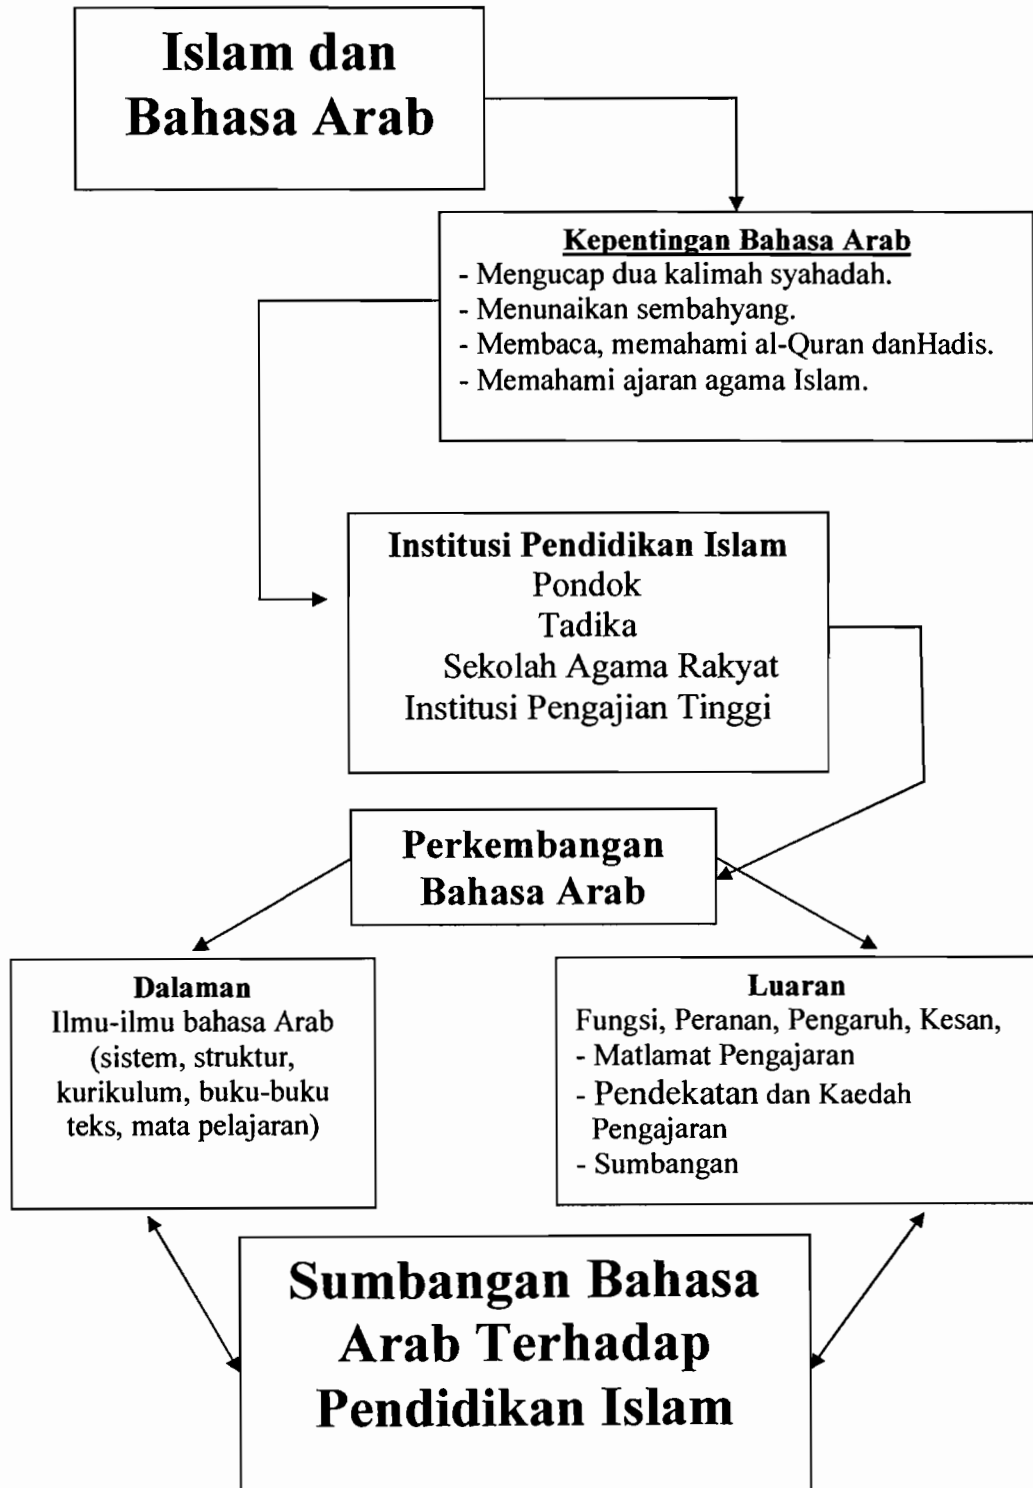 Islam dan
Bahasa Arab
Kepentingan Bahasa Arab
- Mengucap dua kalimah syahadah.
- Menunaikan sembahyang.
- Membaca, memahami al-Quran danHadis.
- Memahami ajaran agama Islam.
Institusi Pendidikan Islam
Pondok
Tadika
Sekolah Agama Rakyat
Institusi Pengajian Tinggi
Perkembangan
Bahasa Arab
Dalaman
Ilmu-ilmu bahasa Arab
(sistem, struktur,
kurikulum, buku-buku
teks, mata pelajaran)
Luaran
Fungsi, Peranan, Pengaruh, Kesan,
- Matlamat Pengajaran
- Pendekatan dan Kaedah
Pengajaran
- Sumbangan
Sumbangan Bahasa
Arab Terhadap
Pendidikan Islam